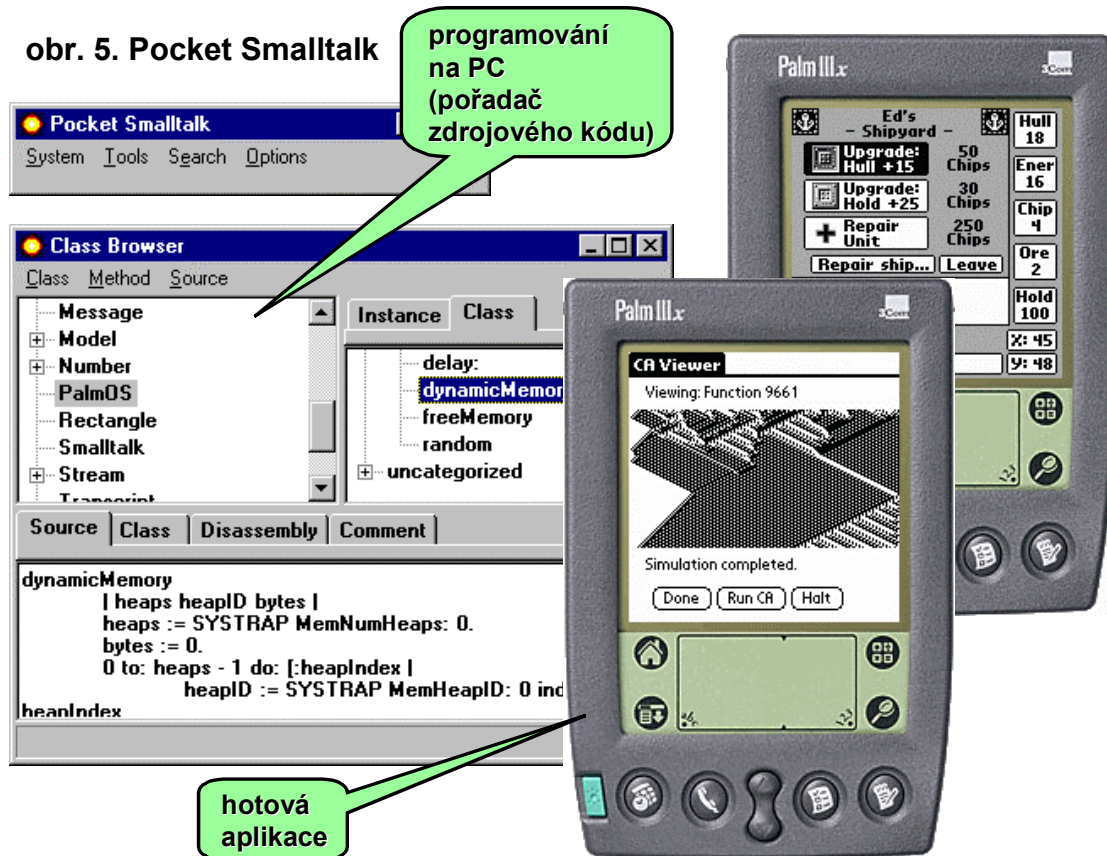 obr. 5. Pocket Smalltalk
programování
na PC
(pořadač
zdrojového kódu)
Pocket Smalltalk
System Tools Search Options
Class Browser
Class Method Source
Message
Model
Number
PalmOS
Rectangle
Smalltalk
Stream
Transcript
Instance Class
delay:
dynamicMemor
freeMemory
random
uncategorized
Source Class Disassembly Comment
dynamicMemory
| heaps heapID bytes |
heaps := SYSTRAP MemNumHeaps: 0.
bytes := 0.
0 to: heaps - 1 do: [:heapIndex |
heapID := SYSTRAP MemHeapID: 0 ind
heapIndex
hotová
aplikace
Palm IIIx
3Com
Ed's
- Shipyard -
Upgrade:
Hull +15
50
Chips
Upgrade:
Hold +25
30
Chips
Repair
Unit
250
Chips
Repair ship... Leave
Hull
18
Ener
16
Chip
4
Ore
2
Hold
100
X: 45
Y: 48
Palm IIIx
3Com
CA Viewer
Viewing: Function 9661
Simulation completed.
Done Run CA Halt